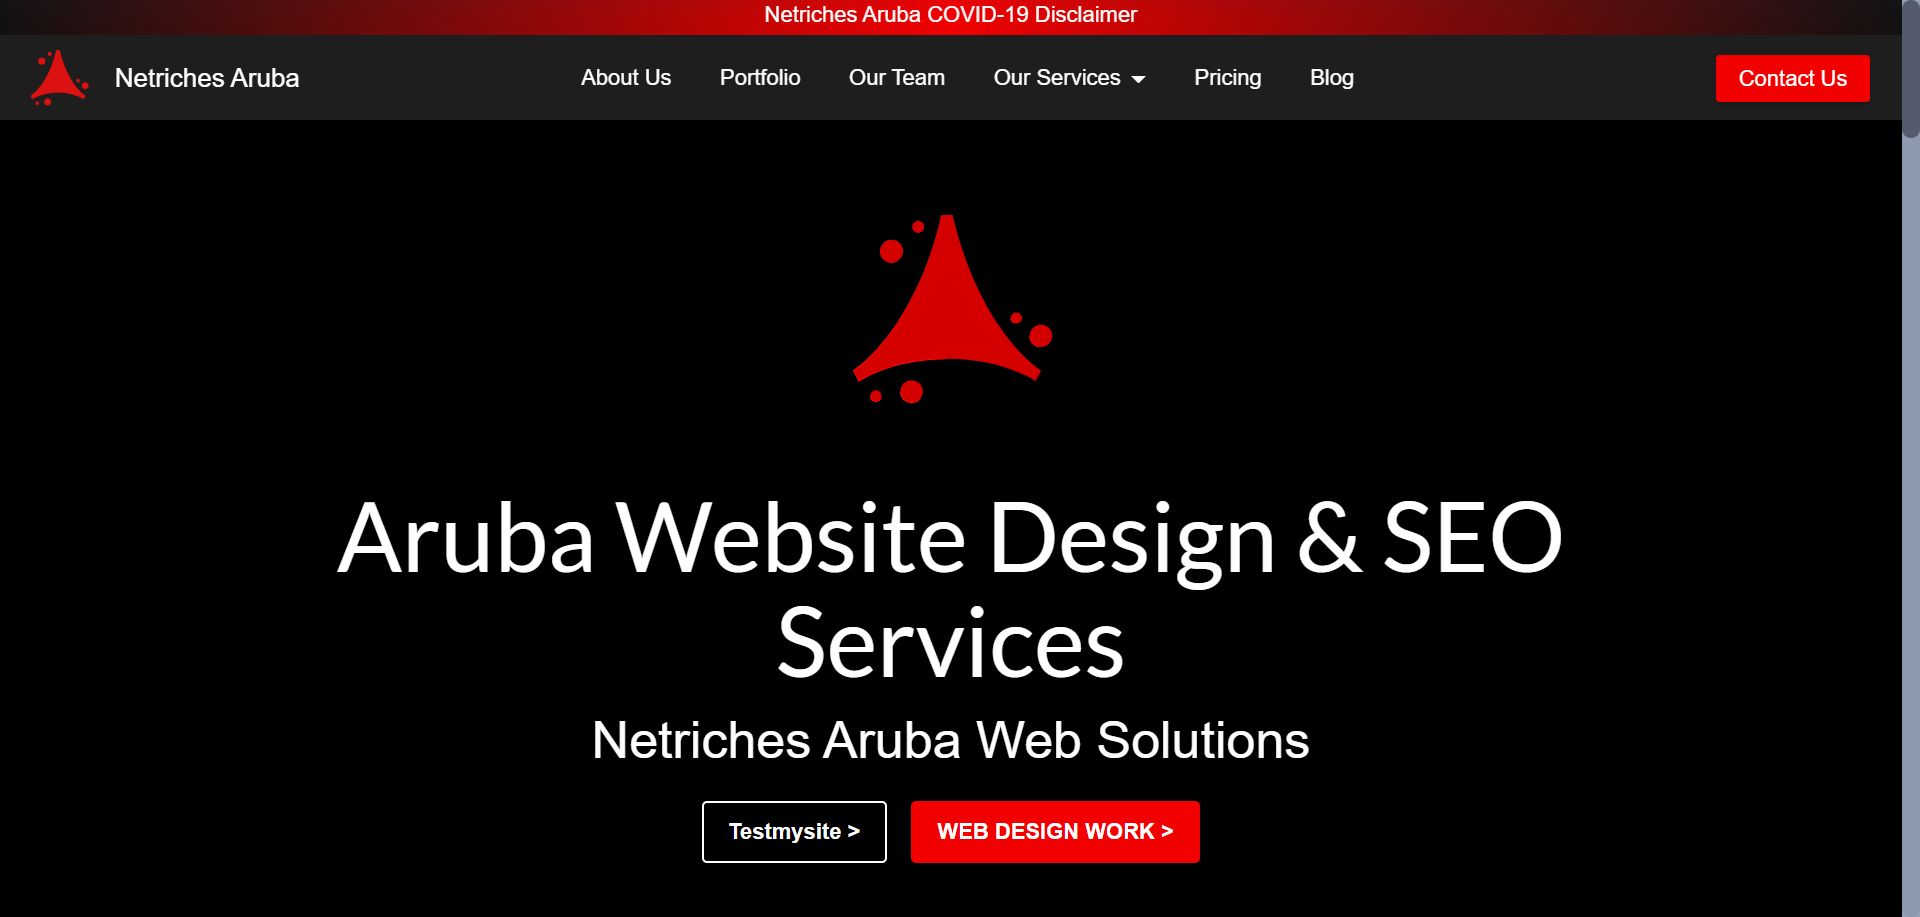 Netriches Aruba COVID-19 Disclaimer
Netriches Aruba
About Us
Portfolio
Our Team
Our Services
Pricing
Blog
Contact Us
Aruba Website Design & SEO
Services
Netriches Aruba Web Solutions
Testmysite >
WEB DESIGN WORK >